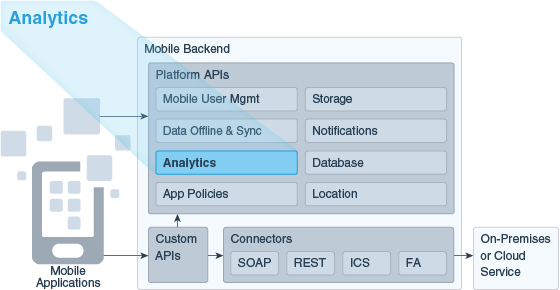 Analytics
Mobile Backend
Platform APIs
Mobile User Mgmt
Storage
Data Offline & Sync
Notifications
Analytics
Database
App Policies
Location
Custom
APIs
Connectors
SOAP
REST
ICS
FA
On-Premises
or Cloud
Service
Mobile
Applications